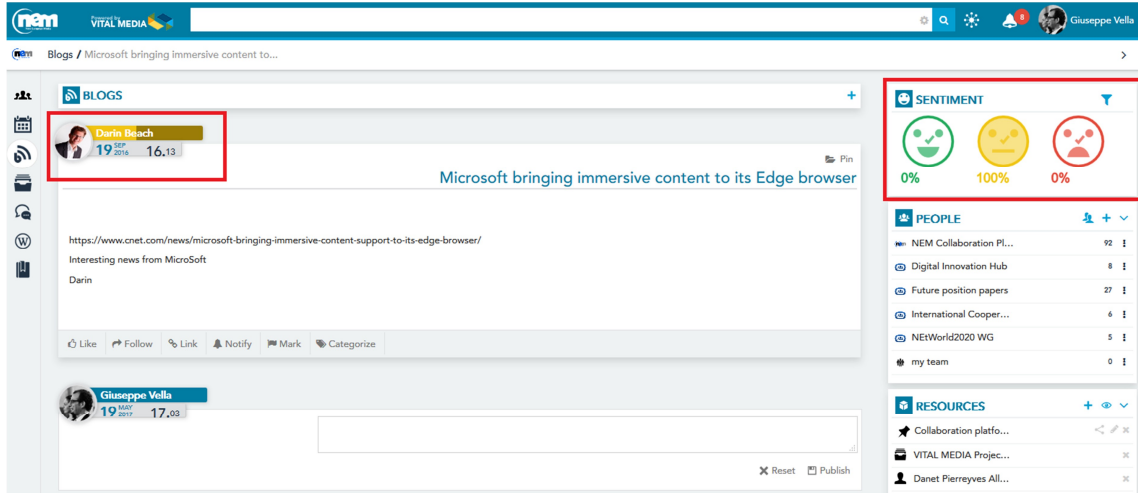 nem Powered by VITAL MEDIA
8 Giuseppe Vella
nem Blogs / Microsoft bringing immersive content to...
BLOGS +
Darin Beach
19 SEP 2016 16.13
Pin
Microsoft bringing immersive content to its Edge browser
https://www.cnet.com/news/microsoft-bringing-immersive-content-support-to-its-edge-browser/
Interesting news from MicroSoft
Darin
Like Follow Link Notify Mark Categorize
Giuseppe Vella
19 MAY 2017 17.03
Reset Publish
SENTIMENT
0% 100% 0%
PEOPLE +
NEM Collaboration Pl... 92
Digital Innovation Hub 8
Future position papers 27
International Cooper... 6
NEtWorld2020 WG 5
my team 0
RESOURCES +
Collaboration platfo...
VITAL MEDIA Projec...
Danet Pierreyves All...